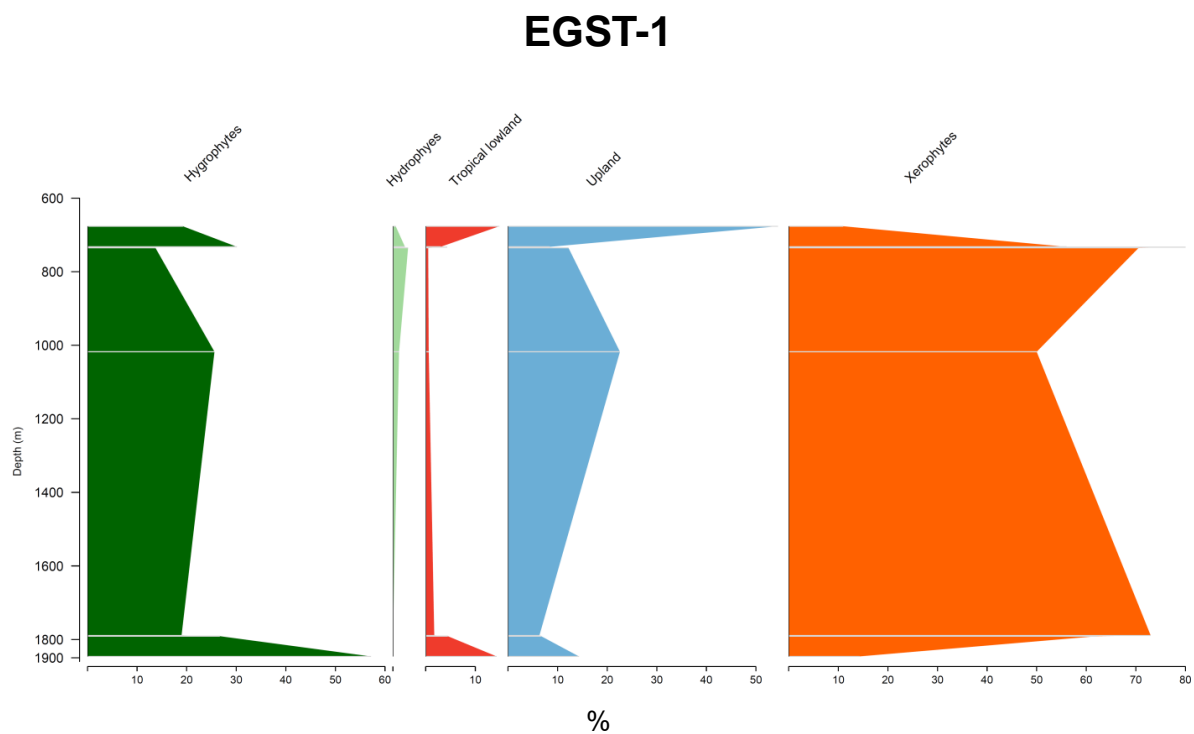 EGST-1
Hygrophytes
Hydrophyes
Tropical lowland
Upland
Xerophytes
600
800
1000
1200
1400
1600
1800
1900
Depth (m)
10 20 30 40 50 60
10
10 20 30 40 50
10 20 30 40 50 60 70 80
%